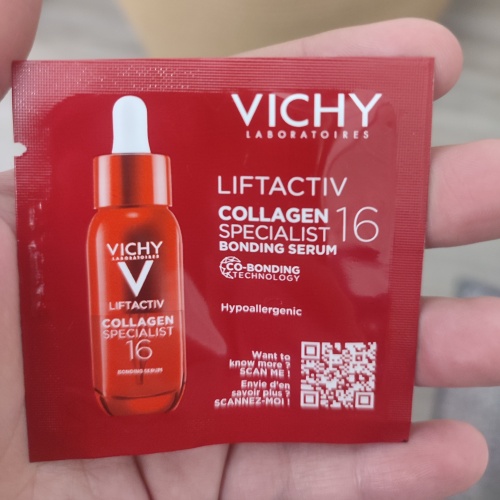 VICHY
LABORATOIRES
LIFTACTIV
COLLAGEN
SPECIALIST 16
BONDING SERUM
CO-BONDING
TECHNOLOGY
Hypoallergenic
Want to
know more ?
SCAN ME !
Envie d'en
savoir plus ?
SCANNEZ-MOI !
VICHY
LABORATOIRES
LIFTACTIV
COLLAGEN
SPECIALIST
16
BONDING SERUM